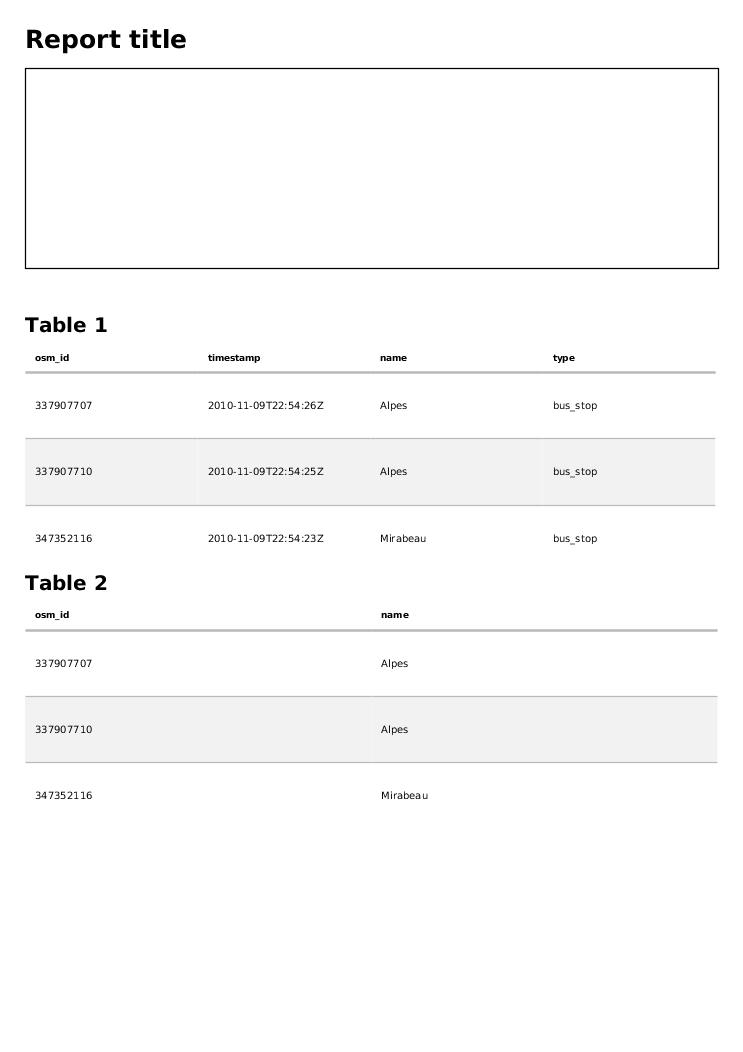 Report title
Table 1
osm_id timestamp name type
337907707 2010-11-09T22:54:26Z Alpes bus_stop
337907710 2010-11-09T22:54:25Z Alpes bus_stop
347352116 2010-11-09T22:54:23Z Mirabeau bus_stop
Table 2
osm_id name
337907707 Alpes
337907710 Alpes
347352116 Mirabeau